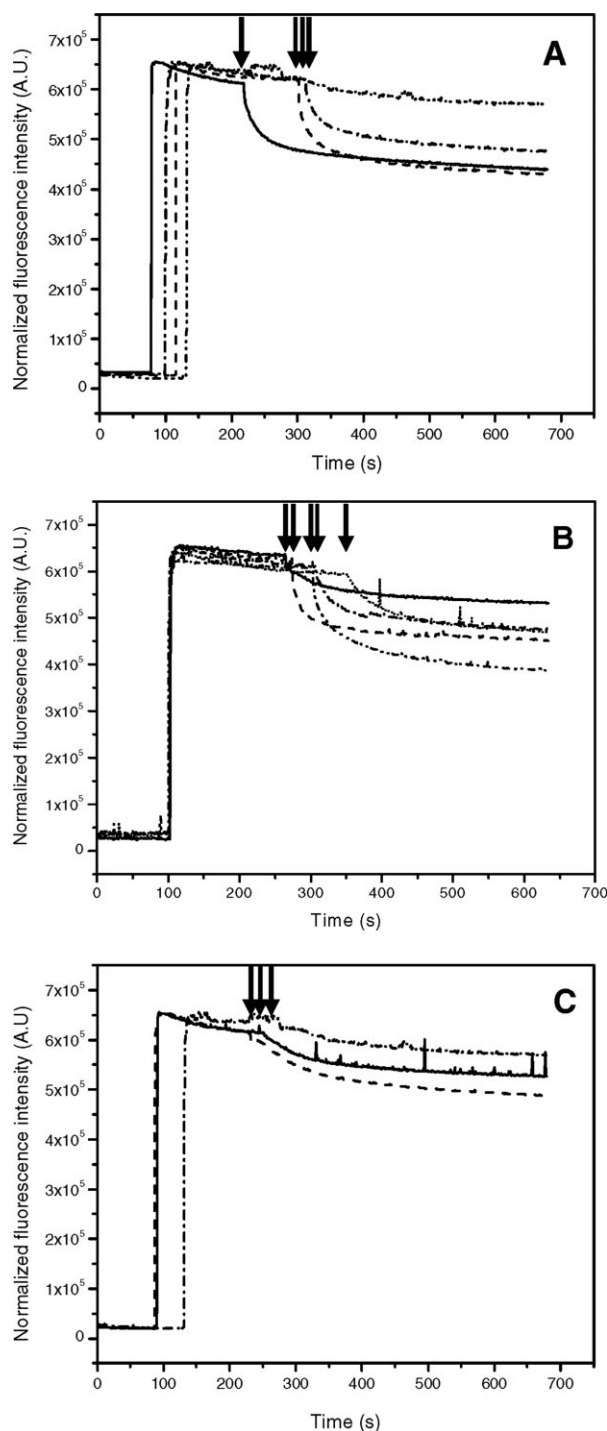 A
Normalized fluorescence intensity (A.U.)
7x10⁵
6x10⁵
5x10⁵
4x10⁵
3x10⁵
2x10⁵
1x10⁵
0
0 100 200 300 400 500 600 700
Time (s)
B
Normalized fluorescence intensity (A.U.)
7x10⁵
6x10⁵
5x10⁵
4x10⁵
3x10⁵
2x10⁵
1x10⁵
0
0 100 200 300 400 500 600 700
Time (s)
C
Normalized fluorescence intensity (A.U)
7x10⁵
6x10⁵
5x10⁵
4x10⁵
3x10⁵
2x10⁵
1x10⁵
0
0 100 200 300 400 500 600 700
Time (s)